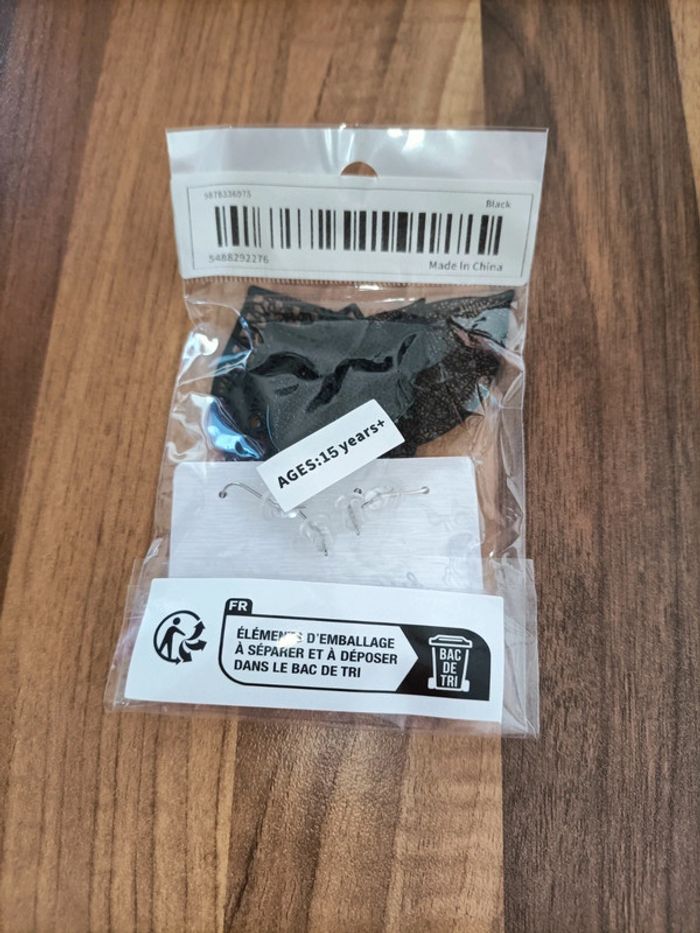 9878336975
Black
5488292276
Made In China
AGES:15 years+
FR
ÉLÉMENTS D'EMBALLAGE
À SÉPARER ET À DÉPOSER
DANS LE BAC DE TRI
BAC
DE
TRI